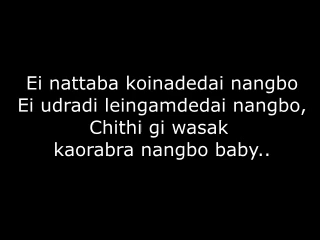 Ei nattaba koinadedai nangbo
Ei udradi leingamdedai nangbo,
Chithi gi wasak
kaorabra nangbo baby..